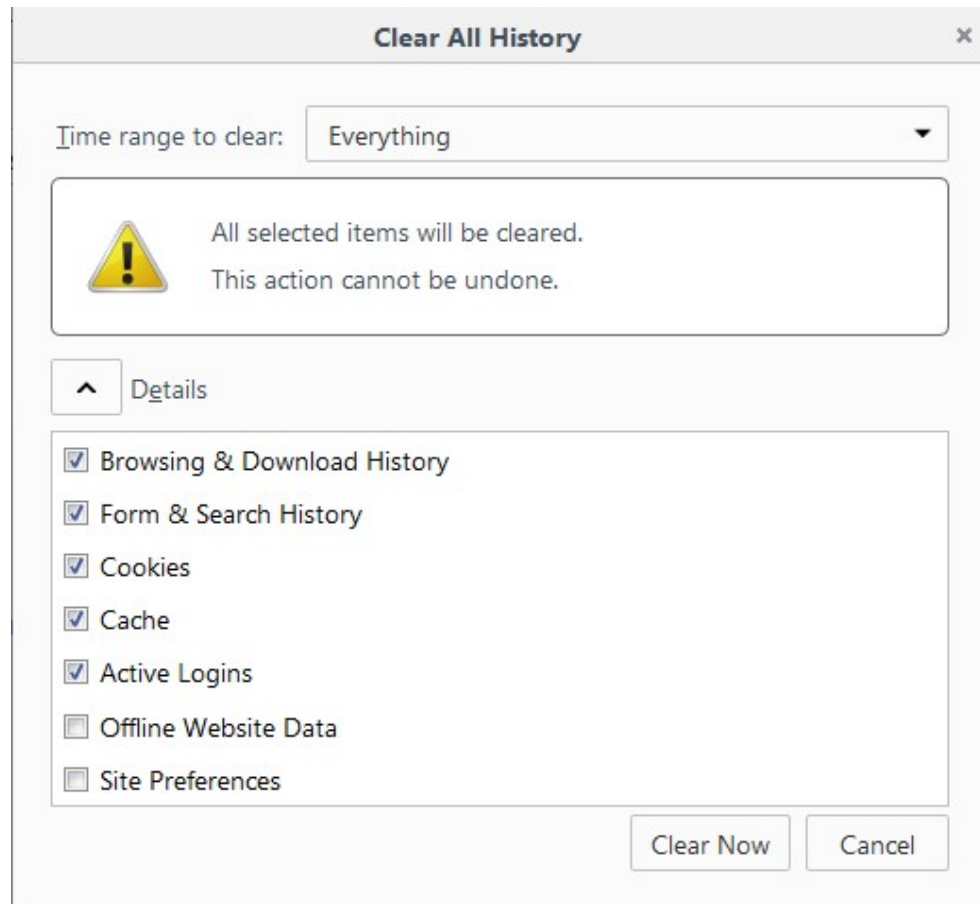 Clear All History
Time range to clear: Everything
All selected items will be cleared.
This action cannot be undone.
Details
Browsing & Download History
Form & Search History
Cookies
Cache
Active Logins
Offline Website Data
Site Preferences
Clear Now Cancel